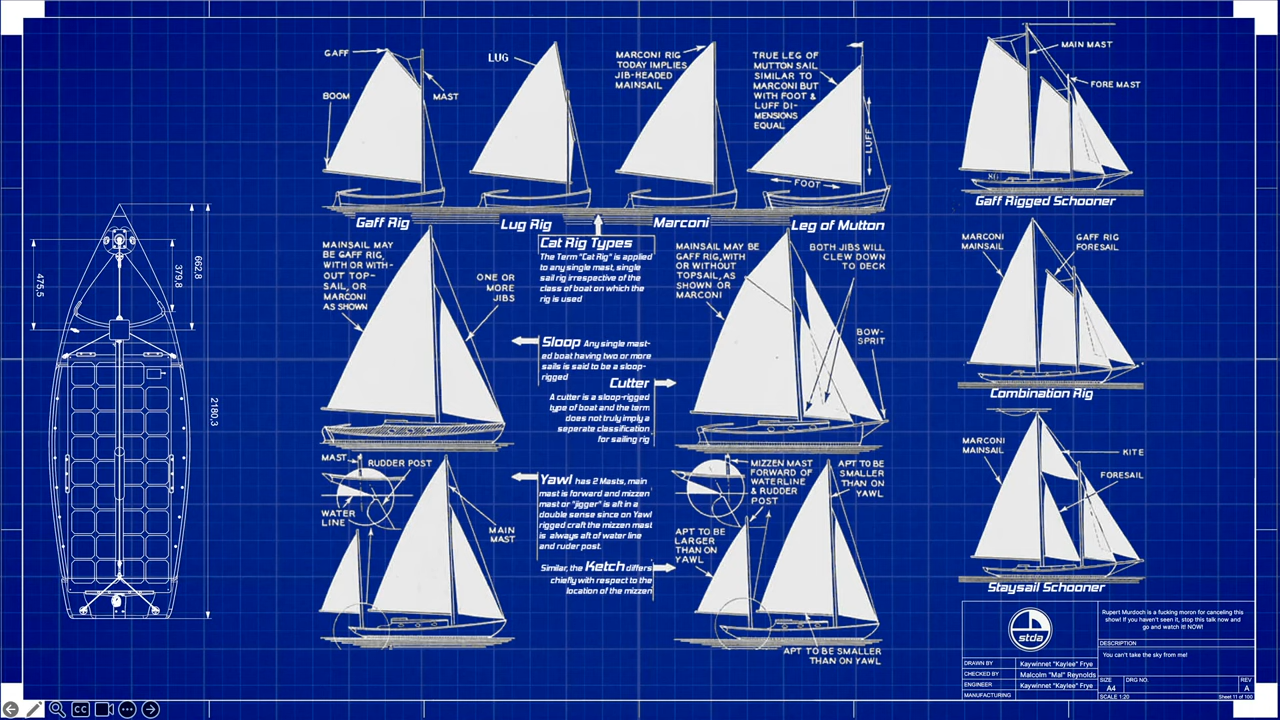 GAFF
BOOM
MAST
LUG
MARCONI RIG
TODAY IMPLIES
JIB-HEADED
MAINSAIL
TRUE LEG OF
MUTTON SAIL
SIMILAR TO
MARCONI BUT
WITH FOOT &
LUFF DI-
MENSIONS
EQUAL
LUFF
FOOT
MAIN MAST
FORE MAST
Gaff Rig
Lug Rig
Marconi
Leg of Mutton
Gaff Rigged Schooner
Cat Rig Types
The Term "Cat Rig" is applied
to any single mast, single
sail rig irrespective of the
class of boat on which the
rig is used
MAINSAIL MAY
BE GAFF RIG,
WITH OR WITH-
OUT TOP-
SAIL, OR
MARCONI
AS SHOWN
ONE OR
MORE
JIBS
MAINSAIL MAY BE
GAFF RIG, WITH
OR WITHOUT
TOPSAIL, AS
SHOWN OR
MARCONI
BOTH JIBS WILL
CLEW DOWN
TO DECK
BOW-
SPRIT
MARCONI
MAINSAIL
GAFF RIG
FORESAIL
Combination Rig
475.5
379.8
662.8
2180.3
Sloop Any single mast-
ed boat having two or more
sails is said to be a sloop-
rigged
Cutter
A cutter is a sloop-rigged
type of boat and the term
does not truly imply a
seperate classification
for sailing rig
MAST
RUDDER POST
WATER
LINE
MAIN
MAST
Yawl has 2 Masts, main
mast is forward and mizzen
mast or "jigger" is aft in a
double sense since on Yawl
rigged craft the mizzen mast
is always aft of water line
and ruder post.
Similar, the Ketch differs
chiefly with respect to the
location of the mizzen
MIZZEN MAST
FORWARD OF
WATERLINE
& RUDDER
POST
APT TO BE
SMALLER
THAN ON
YAWL
APT TO BE
LARGER
THAN ON
YAWL
APT TO BE SMALLER
THAN ON YAWL
MARCONI
MAINSAIL
KITE
FORESAIL
Staysail Schooner
stda
Rupert Murdoch is a fucking moron for canceling this
show! If you haven't seen it, stop this talk now and
go and watch it! NOW!
DESCRIPTION
You can't take the sky from me!
DRAWN BY Kaywinnet "Kaylee" Frye
CHECKED BY Malcolm "Mal" Reynolds
ENGINEER Kaywinnet "Kaylee" Frye
MANUFACTURING
SIZE
A4
DRG NO.
REV
A
SCALE 1:20
Sheet 11 of 100
CC